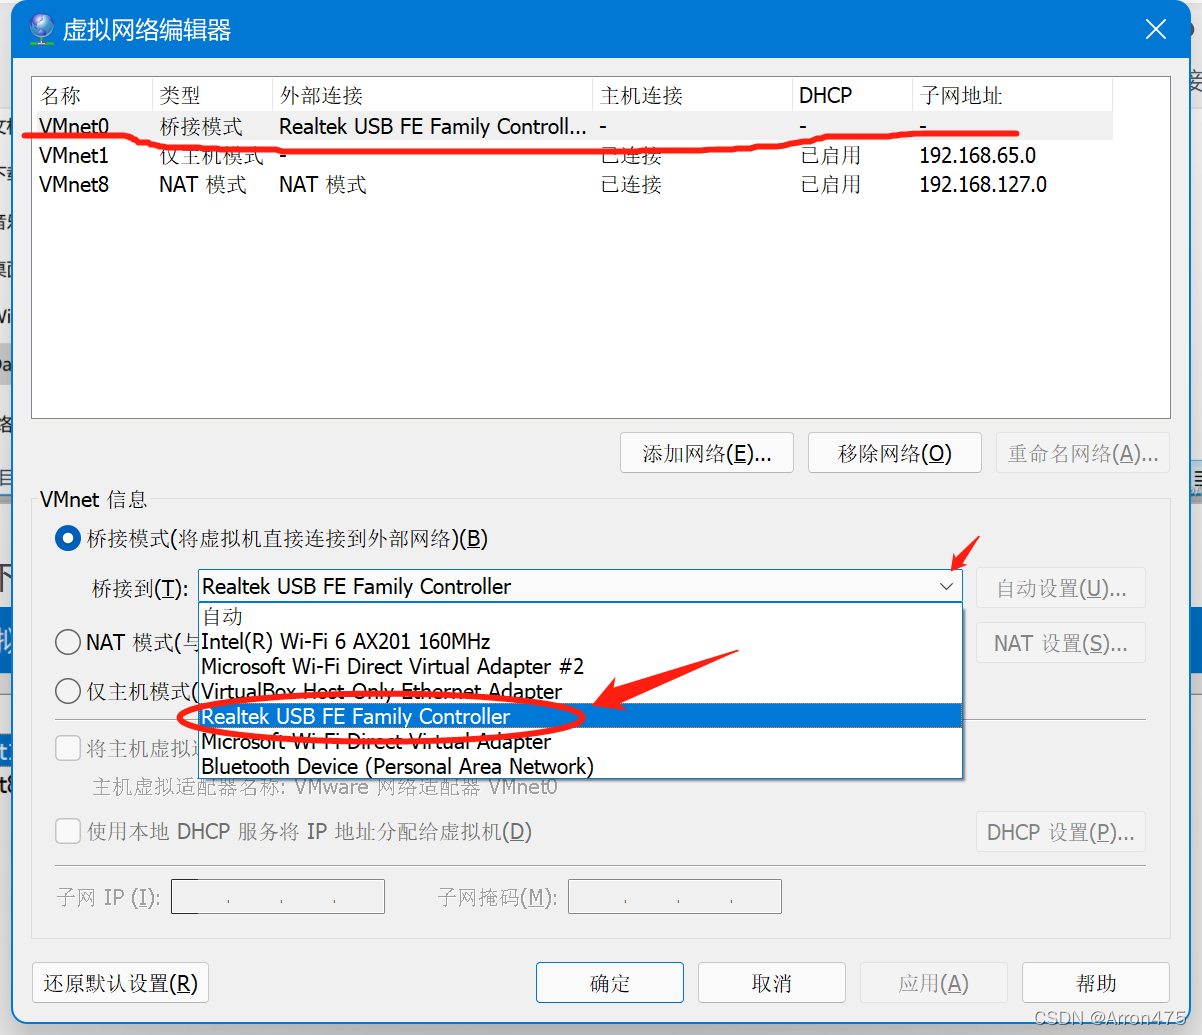 虚拟网络编辑器
名称 类型 外部连接 主机连接 DHCP 子网地址
VMnet0 桥接模式 Realtek USB FE Family Controll... - - -
VMnet1 仅主机模式 - 已连接 已启用 192.168.65.0
VMnet8 NAT 模式 NAT 模式 已连接 已启用 192.168.127.0
添加网络(E)... 移除网络(O) 重命名网络(A)...
VMnet 信息
桥接模式(将虚拟机直接连接到外部网络)(B)
桥接到(T): Realtek USB FE Family Controller 自动设置(U)...
自动
Intel(R) Wi-Fi 6 AX201 160MHz
NAT 模式(与 NAT 设置(S)...
Microsoft Wi-Fi Direct Virtual Adapter #2
仅主机模式( VirtualBox Host-Only Ethernet Adapter
Realtek USB FE Family Controller
将主机虚拟 Microsoft Wi-Fi Direct Virtual Adapter
Bluetooth Device (Personal Area Network)
主机虚拟适配器名称: VMware 网络适配器 VMnet0
使用本地 DHCP 服务将 IP 地址分配给虚拟机(D) DHCP 设置(P)...
子网 IP (I): . . . 子网掩码(M): . . .
还原默认设置(R) 确定 取消 应用(A) 帮助
CSDN @Arron475